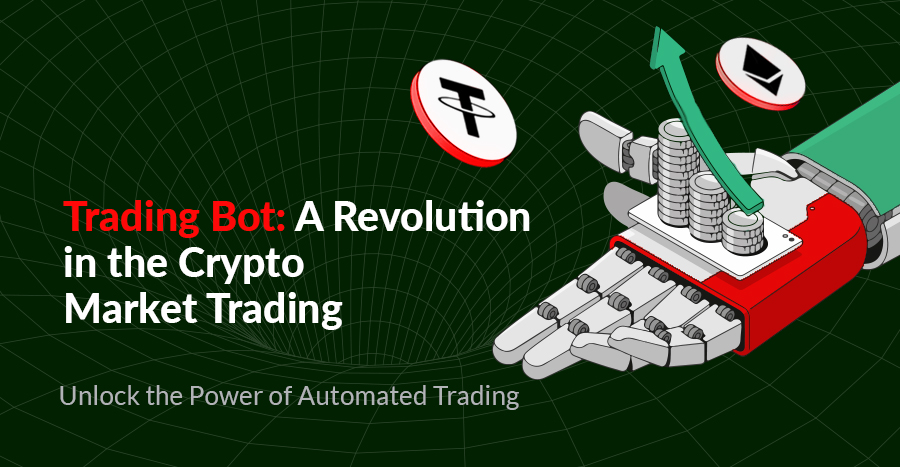 Trading Bot: A Revolution
in the Crypto
Market Trading
Unlock the Power of Automated Trading